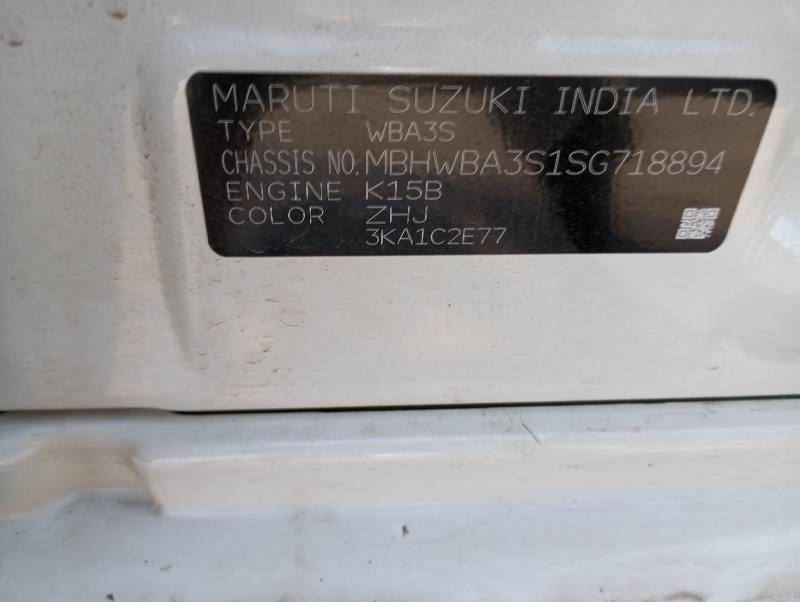 MARUTI SUZUKI INDIA LTD.
TYPE WBA3S
CHASSIS NO. MBHWBA3S1SG718894
ENGINE K15B
COLOR ZHJ
3KA1C2E77